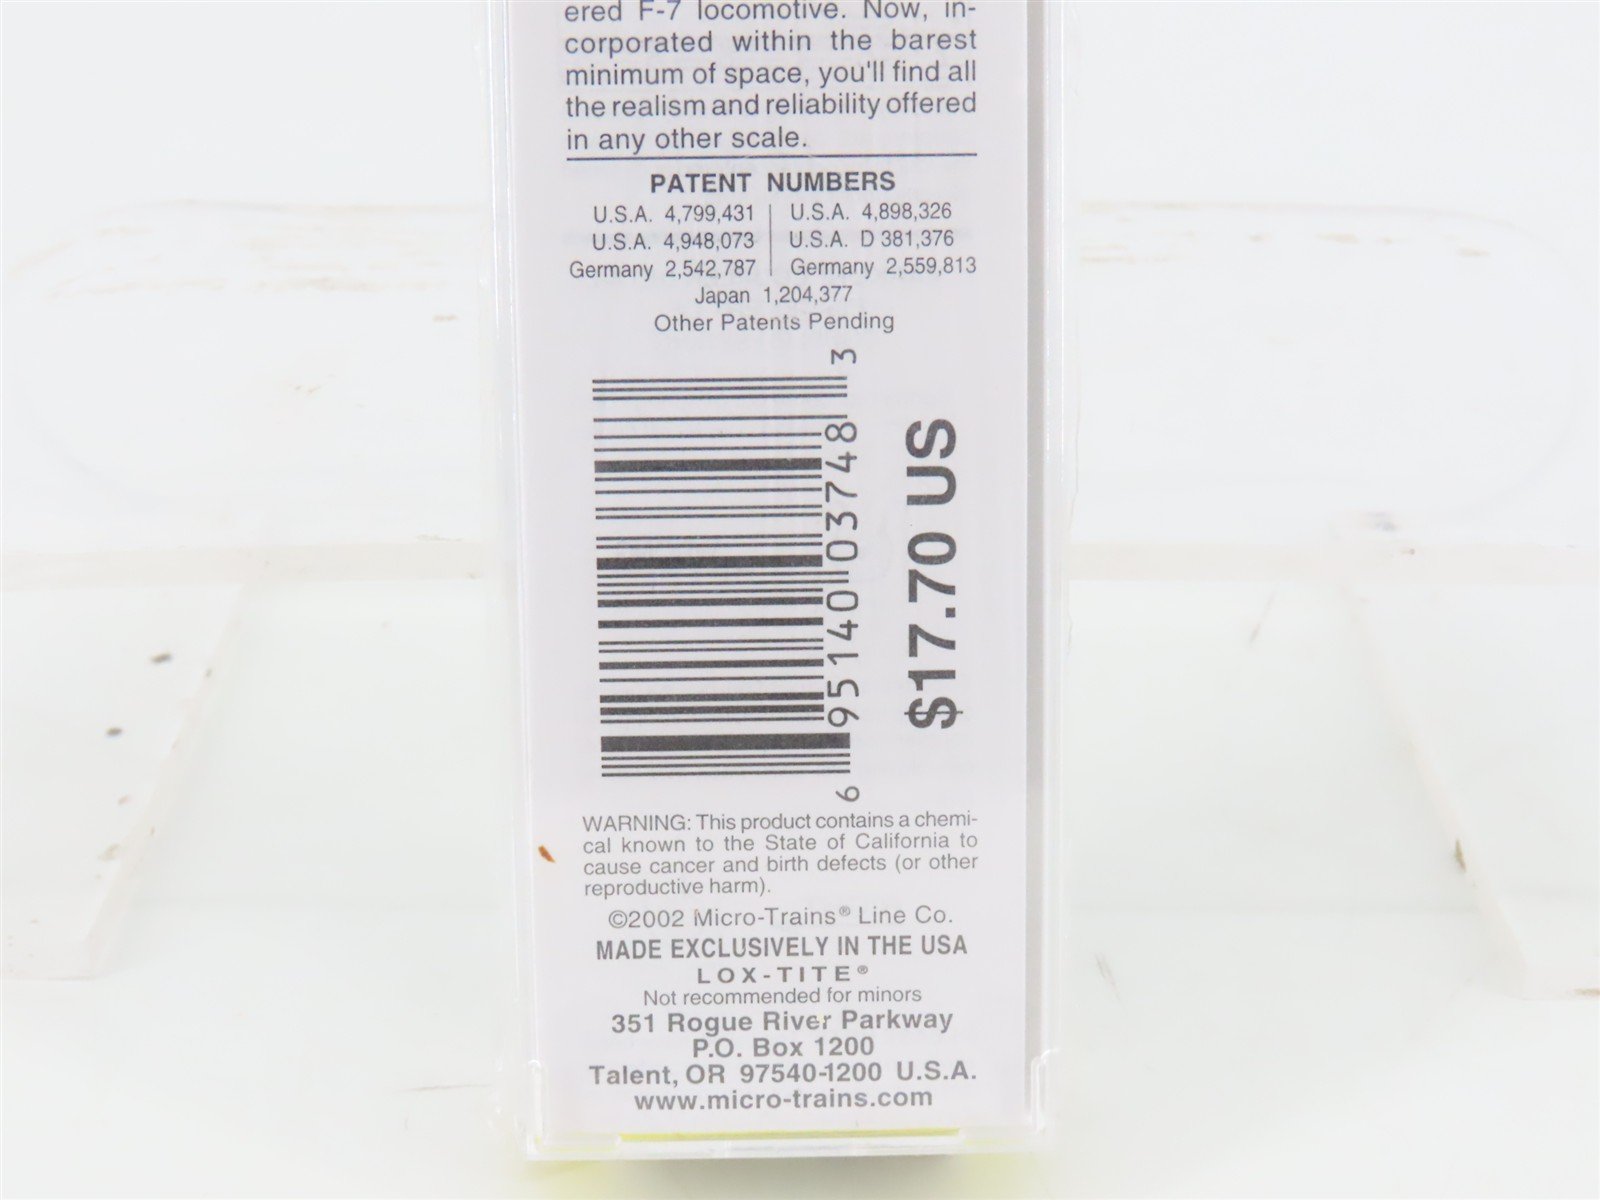 ered F-7 locomotive. Now, in-
corporated within the barest
minimum of space, you'll find all
the realism and reliability offered
in any other scale.
PATENT NUMBERS
U.S.A. 4,799,431 | U.S.A. 4,898,326
U.S.A. 4,948,073 | U.S.A. D 381,376
Germany 2,542,787 | Germany 2,559,813
Japan 1,204,377
Other Patents Pending
6 95140 03748 3
$17.70 US
WARNING: This product contains a chemi-
cal known to the State of California to
cause cancer and birth defects (or other
reproductive harm).
©2002 Micro-Trains® Line Co.
MADE EXCLUSIVELY IN THE USA
LOX-TITE®
Not recommended for minors
351 Rogue River Parkway
P.O. Box 1200
Talent, OR 97540-1200 U.S.A.
www.micro-trains.com